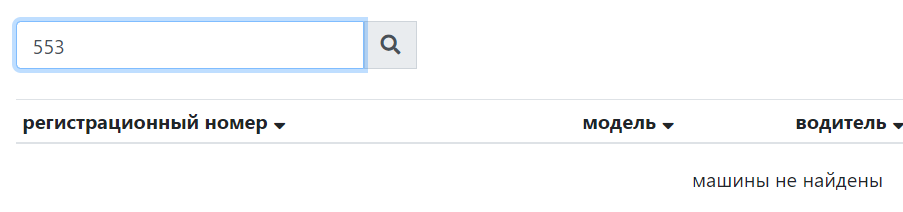 553
регистрационный номер модель водитель
машины не найдены